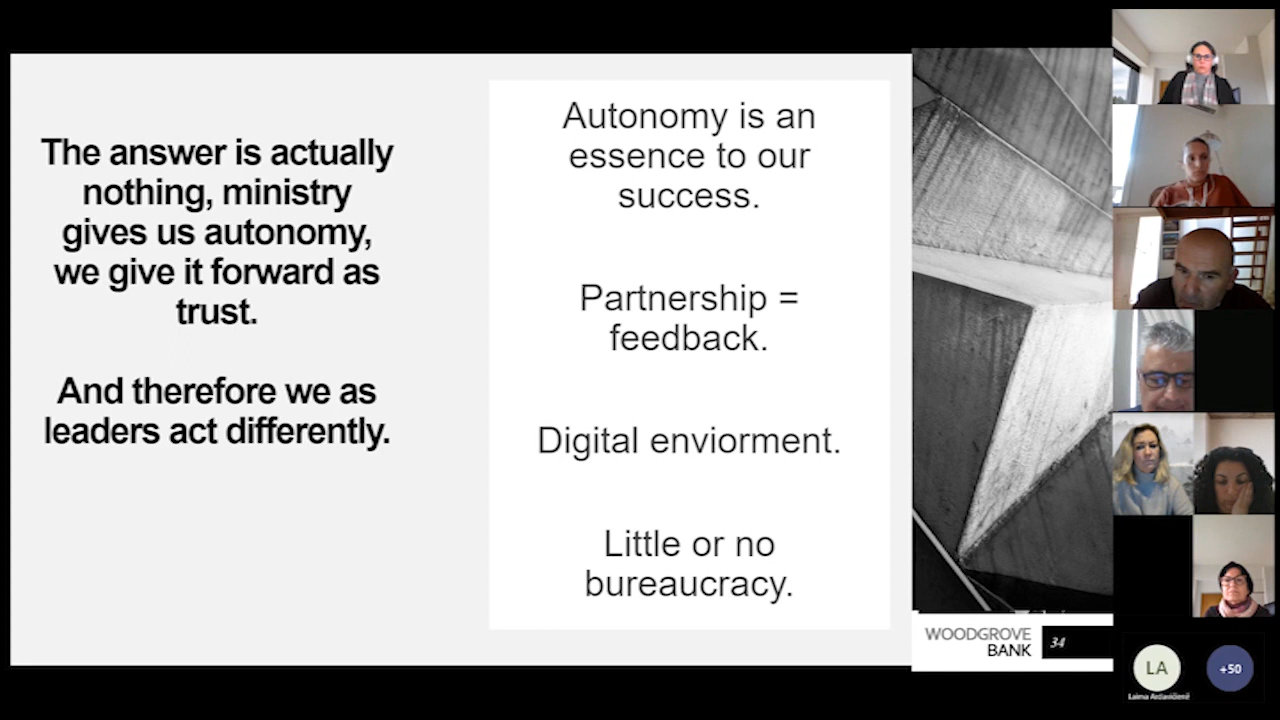 The answer is actually
nothing, ministry
gives us autonomy,
we give it forward as
trust.
And therefore we as
leaders act differently.
Autonomy is an
essence to our
success.
Partnership =
feedback.
Digital enviorment.
Little or no
bureaucracy.
WOODGROVE
BANK
34
LA
+50